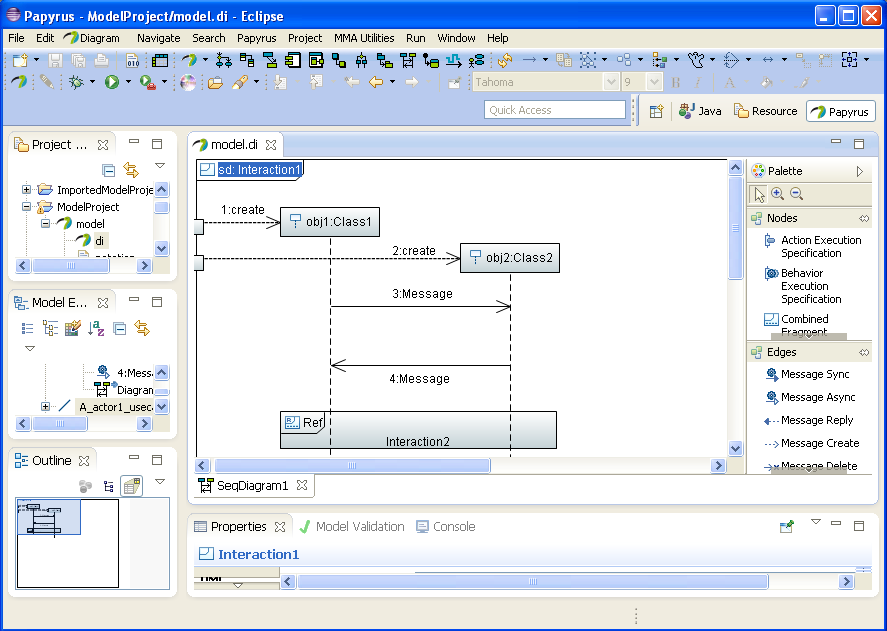 Papyrus - ModelProject/model.di - Eclipse
File Edit Diagram Navigate Search Papyrus Project MMA Utilities Run Window Help
010
Tahoma 9 B I A
Quick Access Java Resource Papyrus
Project ...
ImportedModelProje
ModelProject
model
di
Model E...
4:Messa
Diagram
A_actor1_usec
Outline
model.di
sd: Interaction1
1:create
obj1:Class1
2:create
obj2:Class2
3:Message
4:Message
Ref
Interaction2
SeqDiagram1
Palette
Nodes
Action Execution
Specification
Behavior
Execution
Specification
Combined
Fragment
Edges
Message Sync
Message Async
Message Reply
Message Create
Message Delete
Properties Model Validation Console
Interaction1